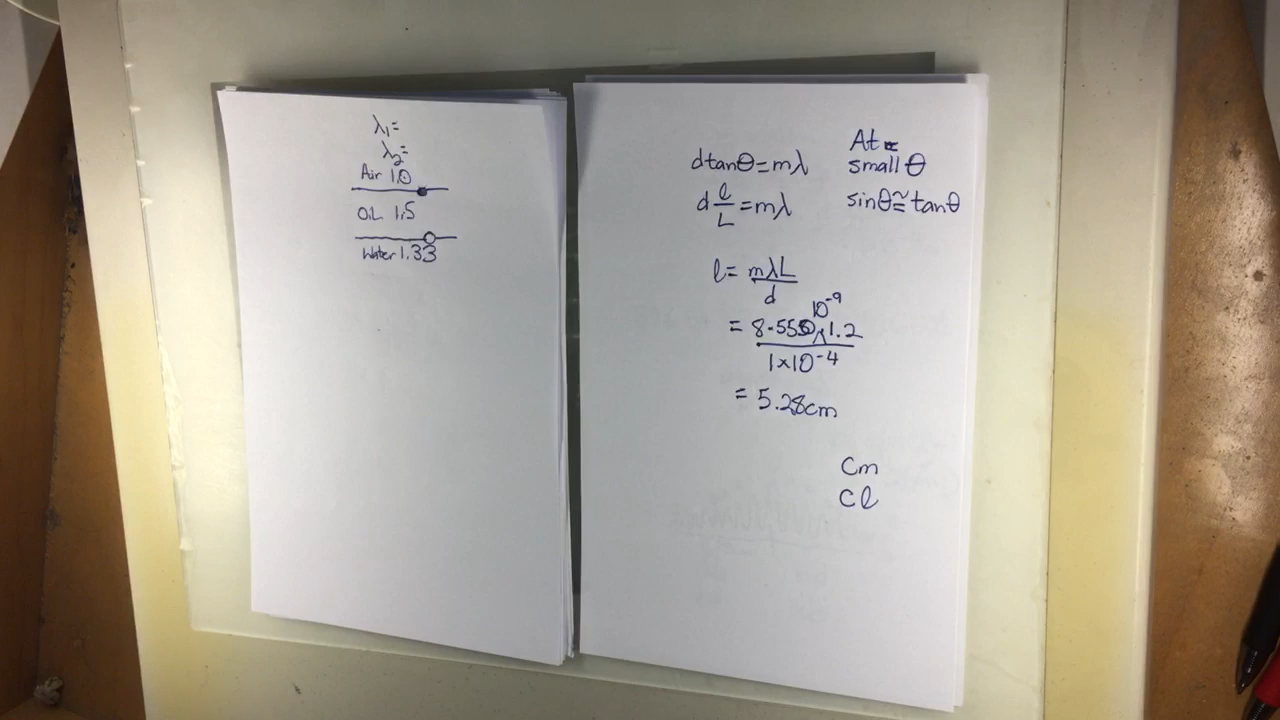 λ₁=
λ₂=
Air 1.0
OiL 1.5
Water 1.33
dtanθ=mλ
d l/L = mλ
l= mλL/d
= 8·550 10⁻⁹ 1.2 / 1×10⁻⁴
= 5.28cm
At
small θ
sinθ≃tanθ
Cm
Cl